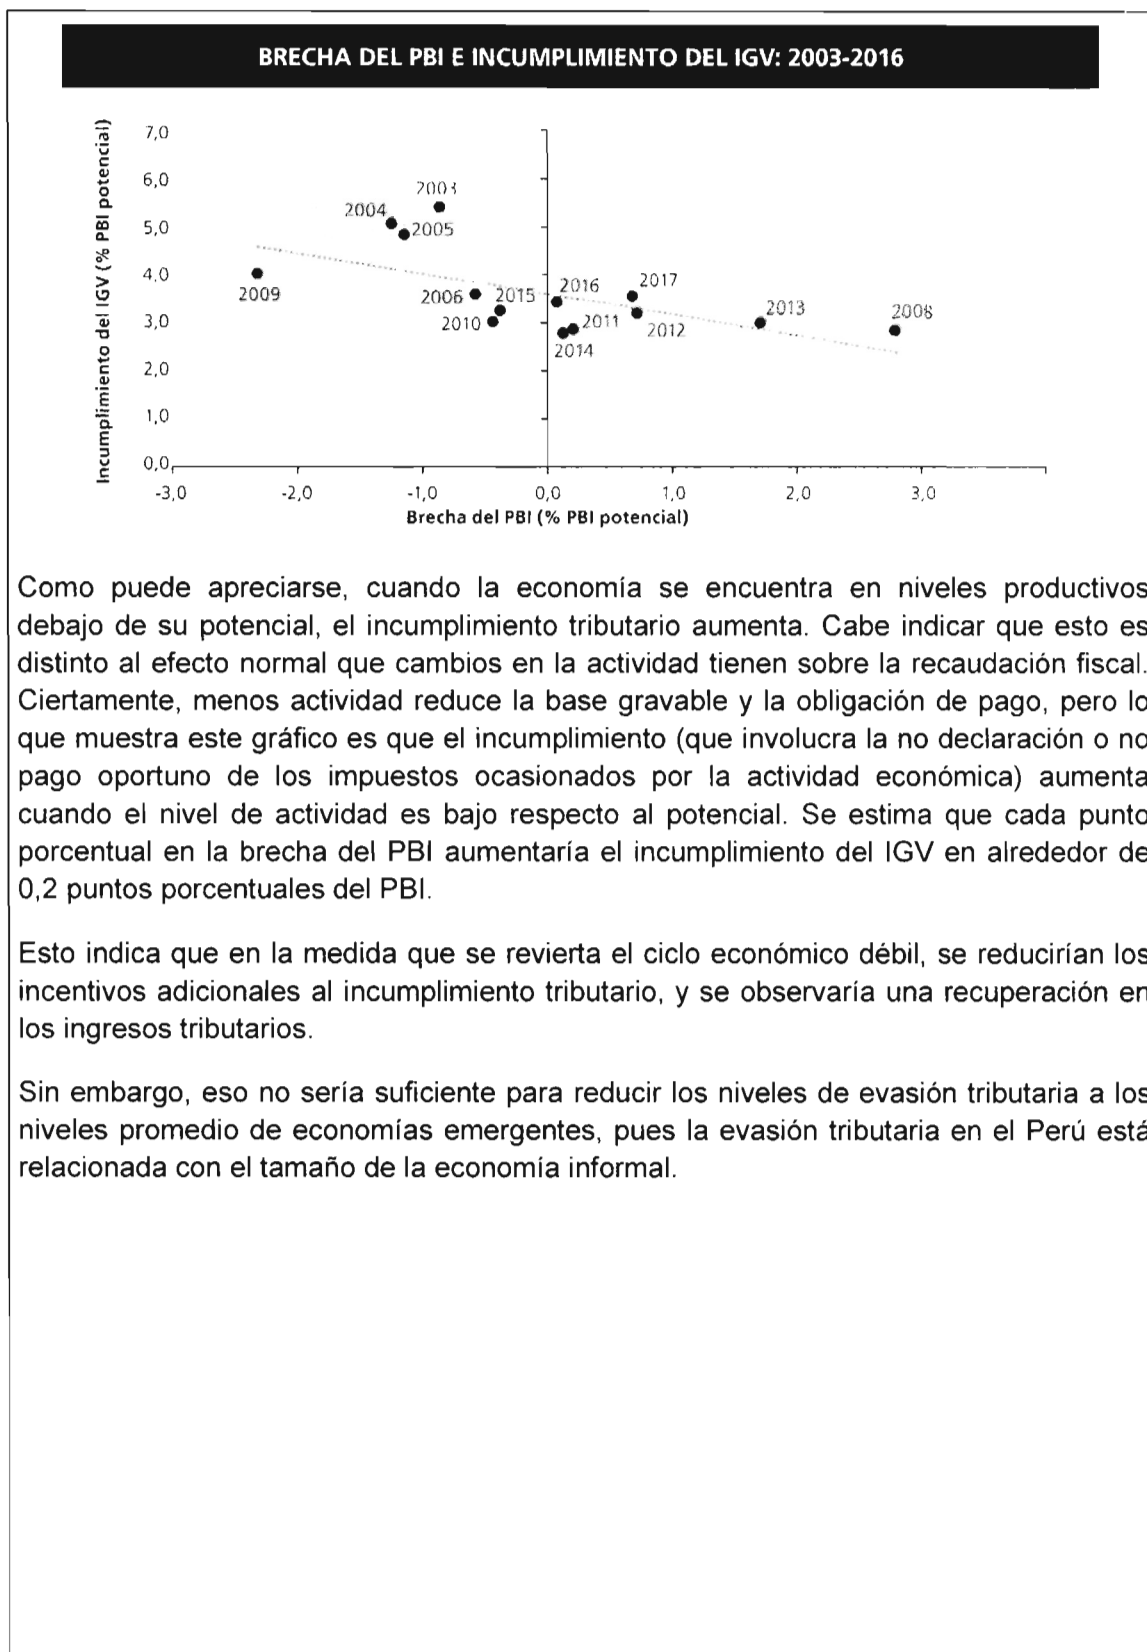 BRECHA DEL PBI E INCUMPLIMIENTO DEL IGV: 2003-2016
Incumplimiento del IGV (% PBI potencial)
7,0
6,0
5,0
4,0
3,0
2,0
1,0
0,0
2003
2004
2005
2009
2006
2015
2010
2016
2017
2011
2012
2014
2013
2008
-3,0
-2,0
-1,0
0,0
1,0
2,0
3,0
Brecha del PBI (% PBI potencial)
Como puede apreciarse, cuando la economía se encuentra en niveles productivos
debajo de su potencial, el incumplimiento tributario aumenta. Cabe indicar que esto es
distinto al efecto normal que cambios en la actividad tienen sobre la recaudación fiscal.
Ciertamente, menos actividad reduce la base gravable y la obligación de pago, pero lo
que muestra este gráfico es que el incumplimiento (que involucra la no declaración o no
pago oportuno de los impuestos ocasionados por la actividad económica) aumenta
cuando el nivel de actividad es bajo respecto al potencial. Se estima que cada punto
porcentual en la brecha del PBI aumentaría el incumplimiento del IGV en alrededor de
0,2 puntos porcentuales del PBI.
Esto indica que en la medida que se revierta el ciclo económico débil, se reducirían los
incentivos adicionales al incumplimiento tributario, y se observaría una recuperación en
los ingresos tributarios.
Sin embargo, eso no sería suficiente para reducir los niveles de evasión tributaria a los
niveles promedio de economías emergentes, pues la evasión tributaria en el Perú está
relacionada con el tamaño de la economía informal.